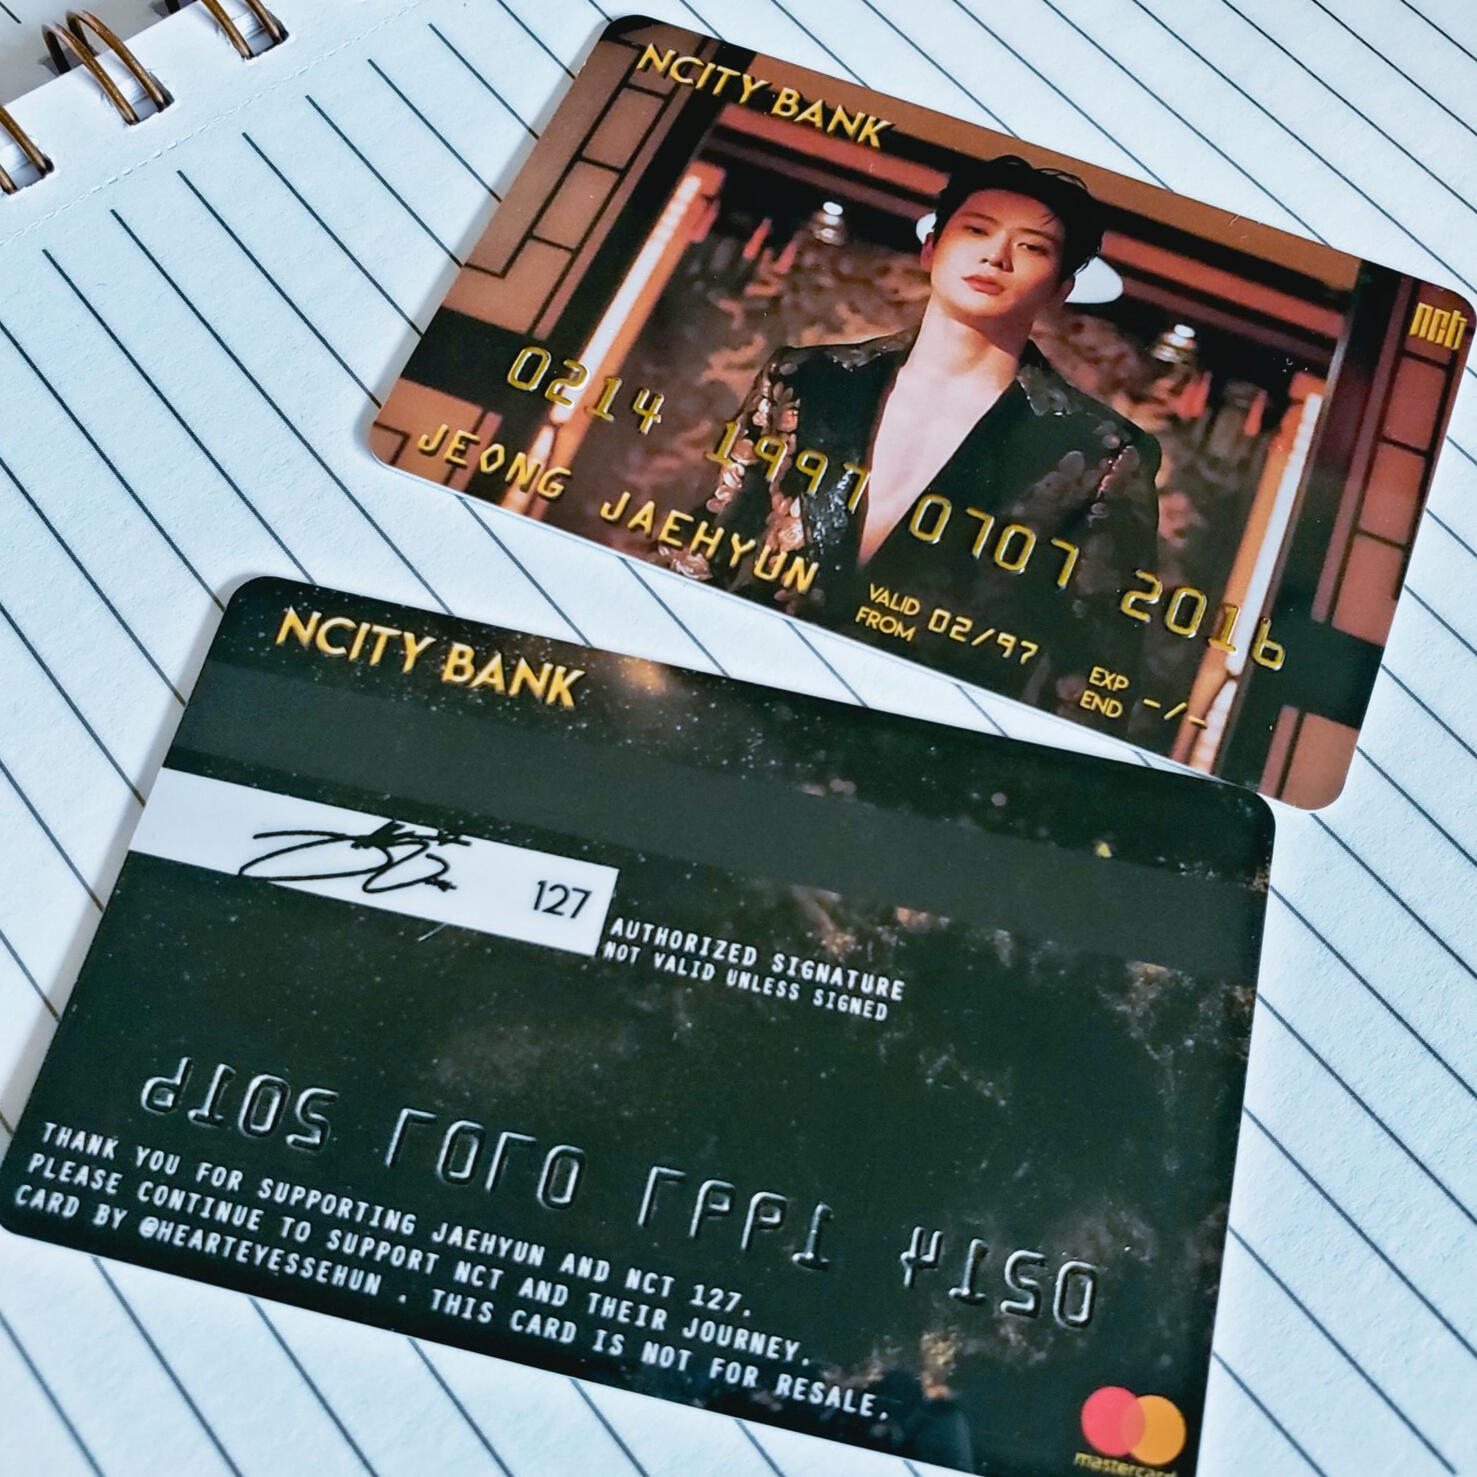 NCITY BANK
nct
0214 1997 0707 2016
JEONG JAEHYUN
VALID FROM 02/97
EXP END -/-
NCITY BANK
127
AUTHORIZED SIGNATURE
NOT VALID UNLESS SIGNED
0214 1997 0707 2016
THANK YOU FOR SUPPORTING JAEHYUN AND NCT 127.
PLEASE CONTINUE TO SUPPORT NCT AND THEIR JOURNEY.
CARD BY @HEARTEYESSEHUN . THIS CARD IS NOT FOR RESALE.
mastercard